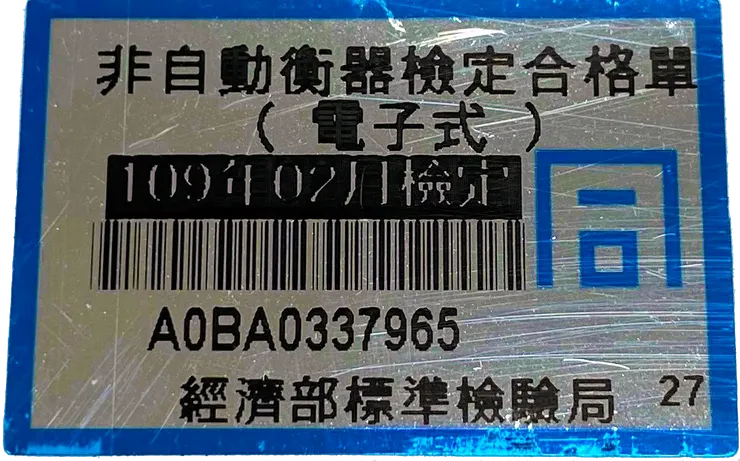 非自動衡器檢定合格單
(電子式)
109年02月檢定
同
A0BA0337965
經濟部標準檢驗局 27